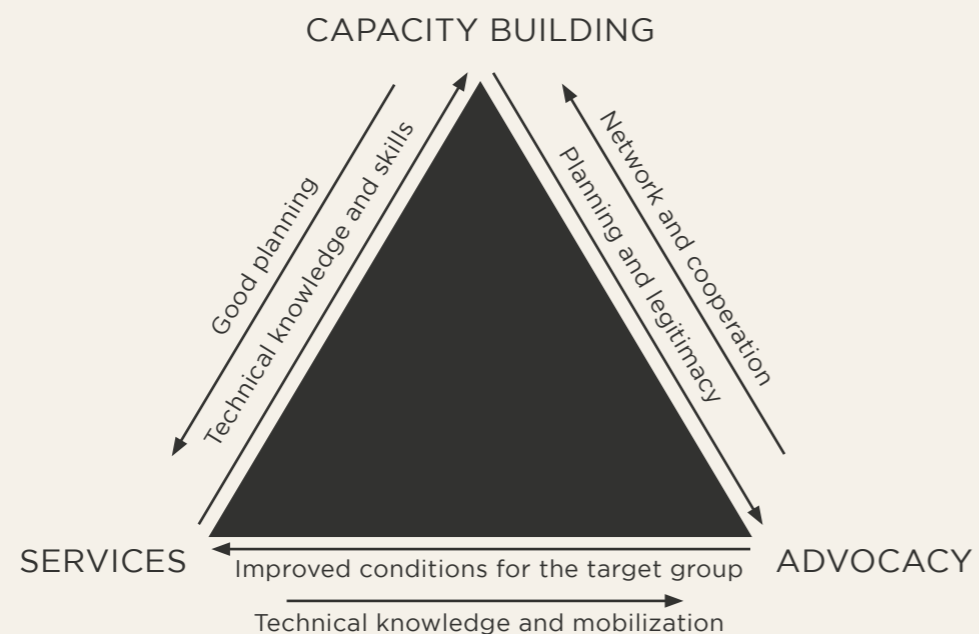 CAPACITY BUILDING
Good planning
Technical knowledge and skills
Planning and legitimacy
Network and cooperation
SERVICES
ADVOCACY
Improved conditions for the target group
Technical knowledge and mobilization